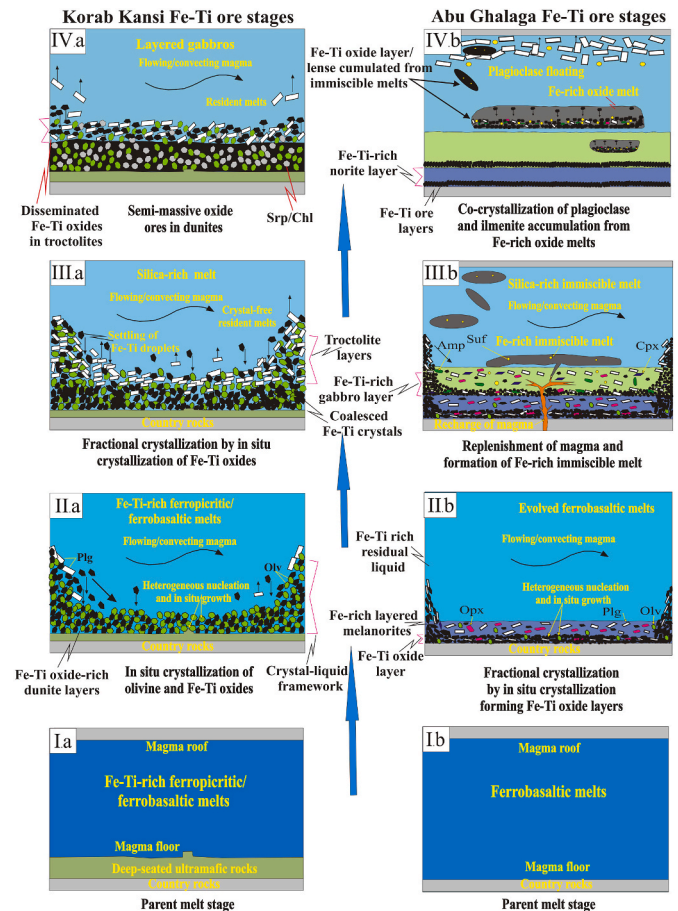 Korab Kansi Fe-Ti ore stages
Abu Ghalaga Fe-Ti ore stages
IV.a
Layered gabbros
Flowing/convecting magma
Resident melts
Disseminated
Fe-Ti oxides
in troctolites
Semi-massive oxide
ores in dunites
Srp/Chl
Fe-Ti oxide layer/
lense cumulated from
immiscible melts
Fe-Ti-rich
norite layer
Fe-Ti ore
layers
IV.b
Plagioclase floating
Fe-rich oxide melt
Co-crystallization of plagioclase
and ilmenite accumulation from
Fe-rich oxide melts
III.a
Silica-rich melt
Flowing/convecting magma
Crystal-free
resident melts
Settling of
Fe-Ti droplets
Country rocks
Fractional crystallization by in situ
crystallization of Fe-Ti oxides
Troctolite
layers
Fe-Ti-rich
gabbro layer
Coalesced
Fe-Ti crystals
III.b
Silica-rich immiscible melt
Flowing/convecting magma
Amp
Suf
Fe-rich immiscible melt
Cpx
Recharge of magma
Replenishment of magma and
formation of Fe-rich immiscible melt
II.a
Fe-Ti-rich ferropicritic/
ferrobasaltic melts
Flowing/convecting magma
Plg
Olv
Heterogeneous nucleation
and in situ growth
Country rocks
Fe-Ti oxide-rich
dunite layers
In situ crystallization of
olivine and Fe-Ti oxides
Crystal-liquid
framework
Fe-Ti rich
residual
liquid
Fe-rich layered
melanorites
Fe-Ti oxide
layer
II.b
Evolved ferrobasaltic melts
Flowing/convecting magma
Heterogeneous nucleation
and in situ growth
Opx
Plg
Olv
Country rocks
Fractional crystallization
by in situ crystallization
forming Fe-Ti oxide layers
I.a
Magma roof
Fe-Ti-rich ferropicritic/
ferrobasaltic melts
Magma floor
Deep-seated ultramafic rocks
Country rocks
Parent melt stage
I.b
Magma roof
Ferrobasaltic melts
Magma floor
Country rocks
Parent melt stage